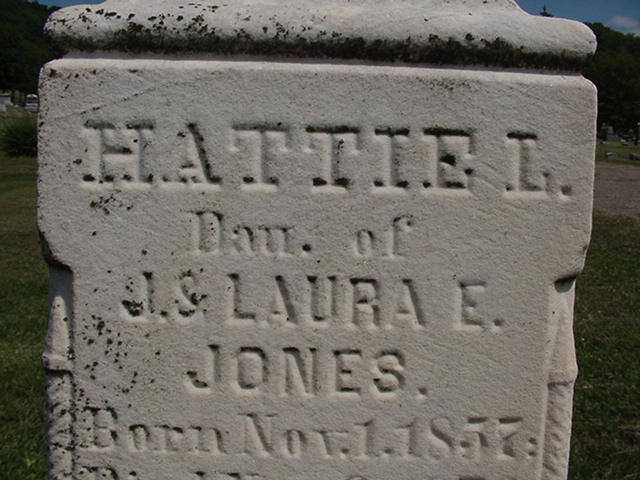 HATTIE L.
Dau. of
J. & LAURA E.
JONES.
Born Nov. 1. 1857;